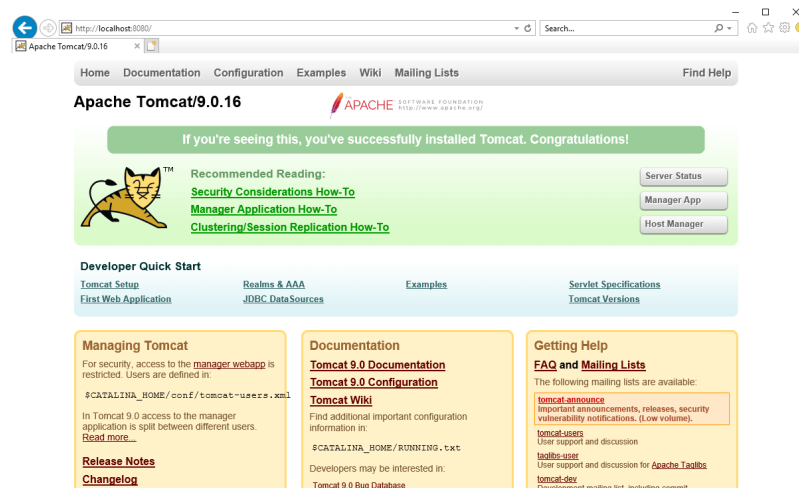 http://localhost:8080/
Search...
Apache Tomcat/9.0.16
Home Documentation Configuration Examples Wiki Mailing Lists Find Help
Apache Tomcat/9.0.16
APACHE
SOFTWARE FOUNDATION
http://www.apache.org/
If you're seeing this, you've successfully installed Tomcat. Congratulations!
TM
Recommended Reading:
Security Considerations How-To
Manager Application How-To
Clustering/Session Replication How-To
Server Status
Manager App
Host Manager
Developer Quick Start
Tomcat Setup
First Web Application
Realms & AAA
JDBC DataSources
Examples
Servlet Specifications
Tomcat Versions
Managing Tomcat
For security, access to the manager webapp is
restricted. Users are defined in:
$CATALINA_HOME/conf/tomcat-users.xml
In Tomcat 9.0 access to the manager
application is split between different users.
Read more...
Release Notes
Changelog
Documentation
Tomcat 9.0 Documentation
Tomcat 9.0 Configuration
Tomcat Wiki
Find additional important configuration
information in:
$CATALINA_HOME/RUNNING.txt
Developers may be interested in:
Tomcat 9.0 Bug Database
Getting Help
FAQ and Mailing Lists
The following mailing lists are available:
tomcat-announce
Important announcements, releases, security
vulnerability notifications. (Low volume).
tomcat-users
User support and discussion
taglibs-user
User support and discussion for Apache Taglibs
tomcat-dev
Development mailing list, including commit